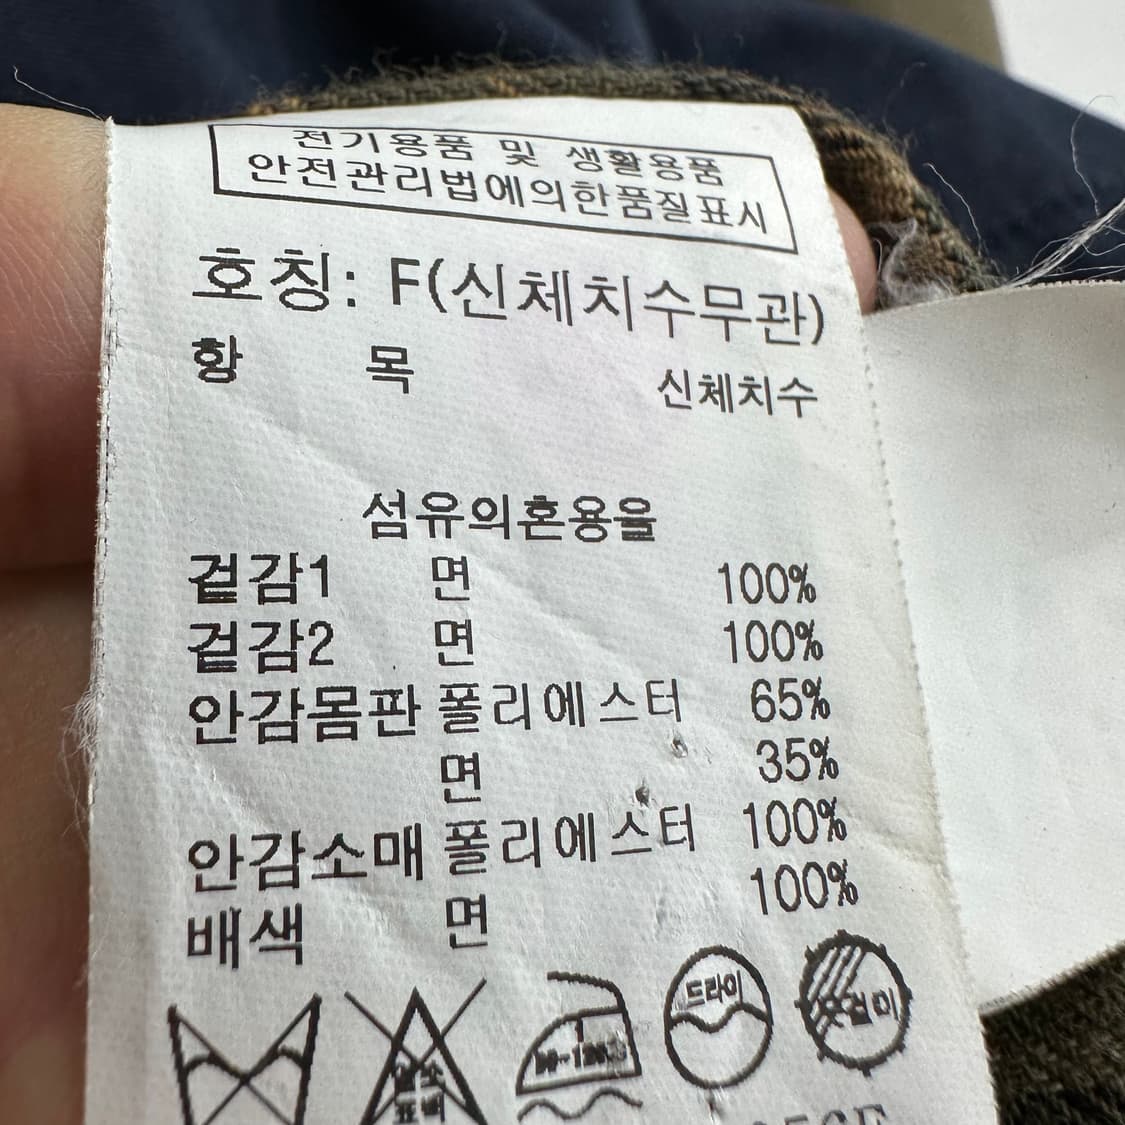 전기용품 및 생활용품
안전관리법에의한품질표시
호칭: F(신체치수무관)
항 목 신체치수
섬유의혼용율
겉감1 면 100%
겉감2 면 100%
안감몸판 폴리에스터 65%
면 35%
안감소매 폴리에스터 100%
배색 면 100%
드라이
옷걸이